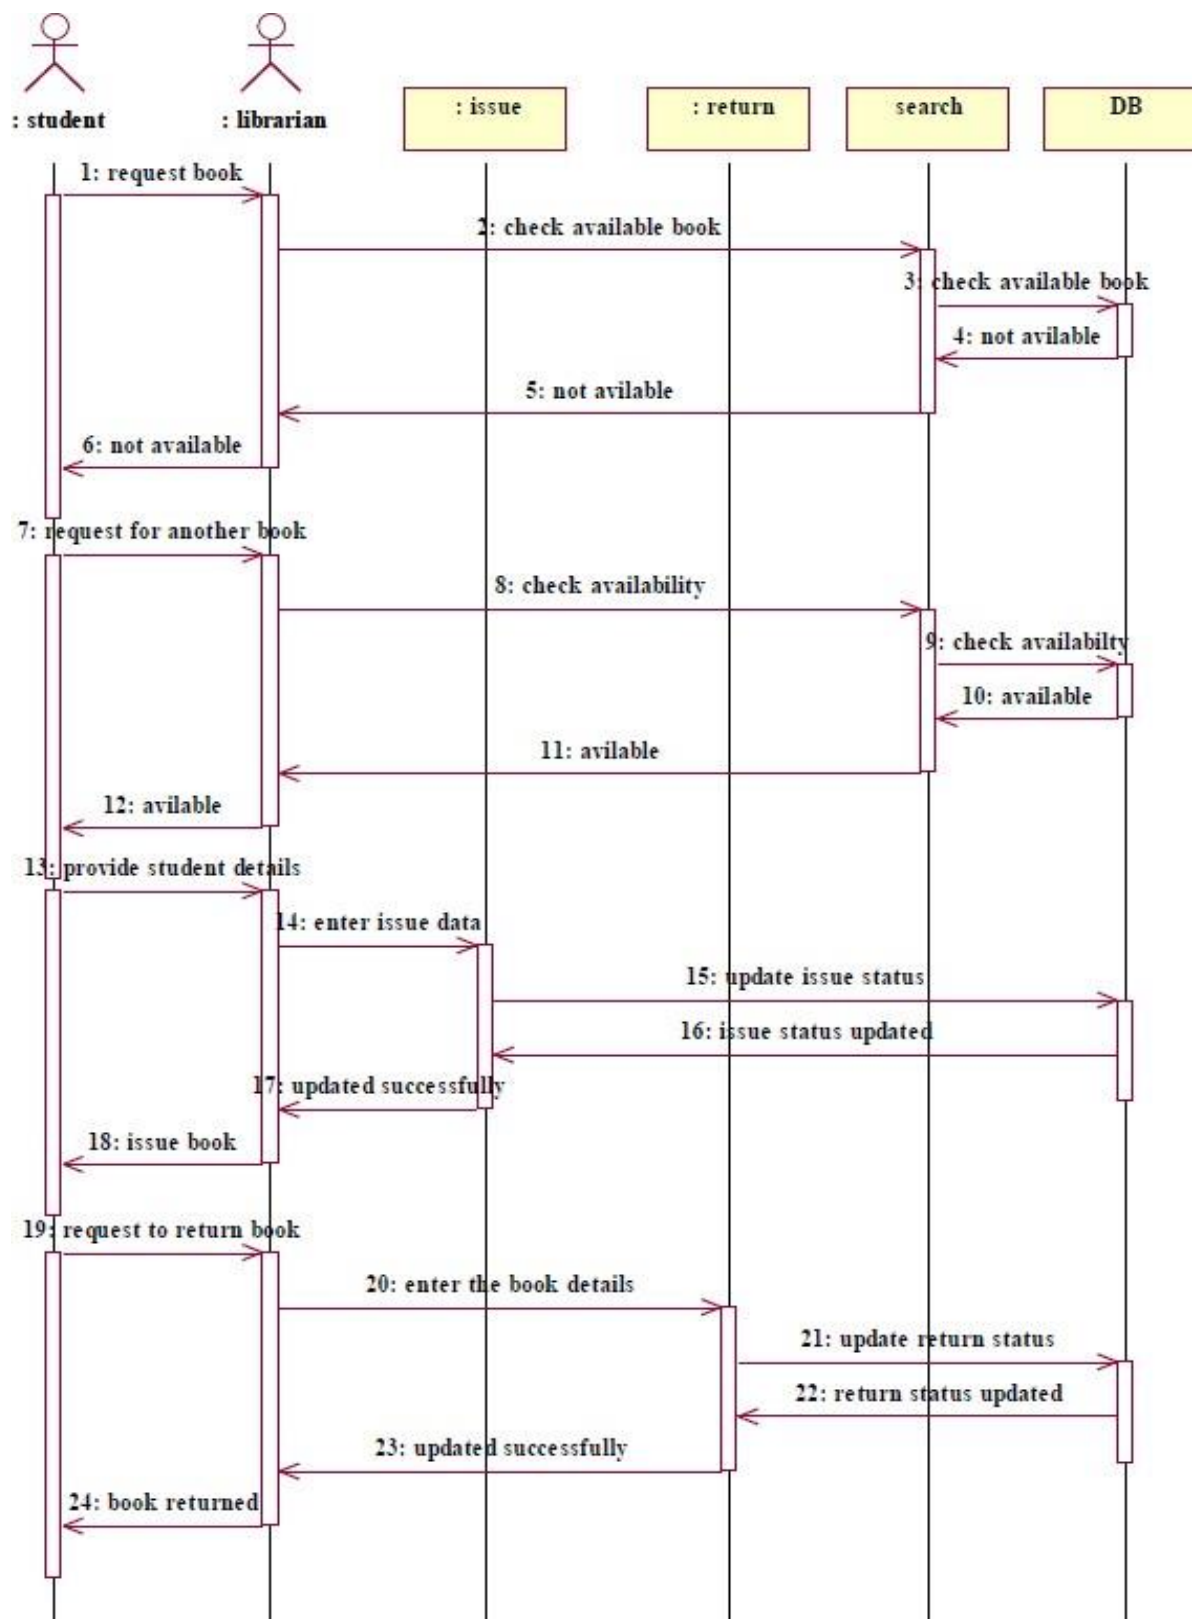 : student
: librarian
: issue
: return
search
DB
1: request book
2: check available book
3: check available book
4: not avilable
5: not avilable
6: not available
7: request for another book
8: check availability
9: check availabilty
10: available
11: avilable
12: avilable
13: provide student details
14: enter issue data
15: update issue status
16: issue status updated
17: updated successfully
18: issue book
19: request to return book
20: enter the book details
21: update return status
22: return status updated
23: updated successfully
24: book returned